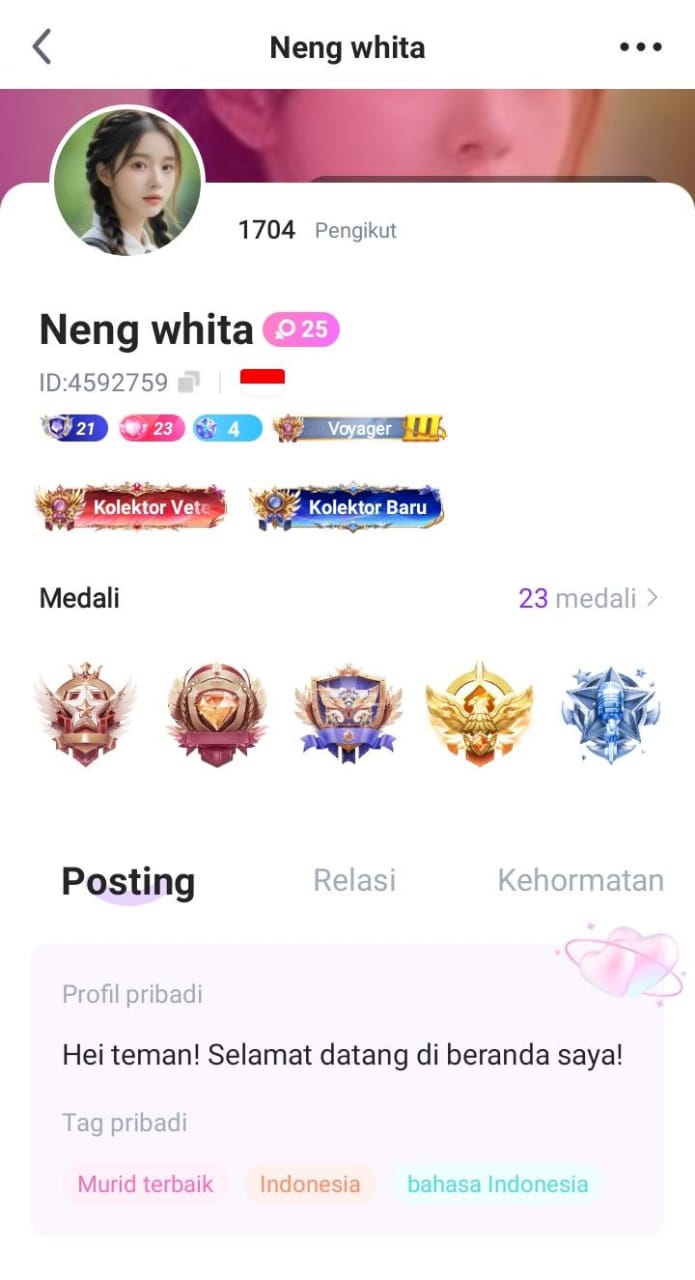 Neng whita
1704 Pengikut
Neng whita 25
ID:4592759
21 23 4 Voyager
Kolektor Vete Kolektor Baru
Medali 23 medali
Posting Relasi Kehormatan
Profil pribadi
Hei teman! Selamat datang di beranda saya!
Tag pribadi
Murid terbaik Indonesia bahasa Indonesia